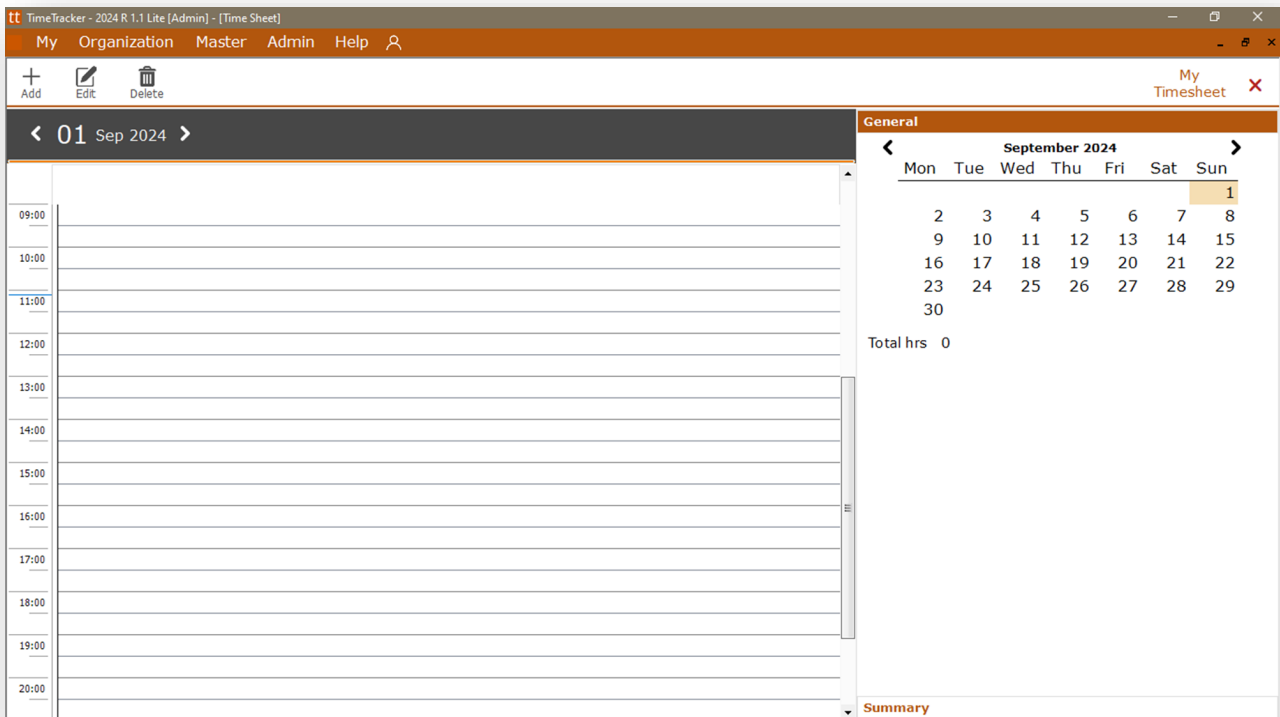 tt TimeTracker - 2024 R 1.1 Lite [Admin] - [Time Sheet]
My Organization Master Admin Help
Add Edit Delete
My
Timesheet
01 Sep 2024
09:00
10:00
11:00
12:00
13:00
14:00
15:00
16:00
17:00
18:00
19:00
20:00
General
September 2024
Mon Tue Wed Thu Fri Sat Sun
1
2 3 4 5 6 7 8
9 10 11 12 13 14 15
16 17 18 19 20 21 22
23 24 25 26 27 28 29
30
Total hrs 0
Summary